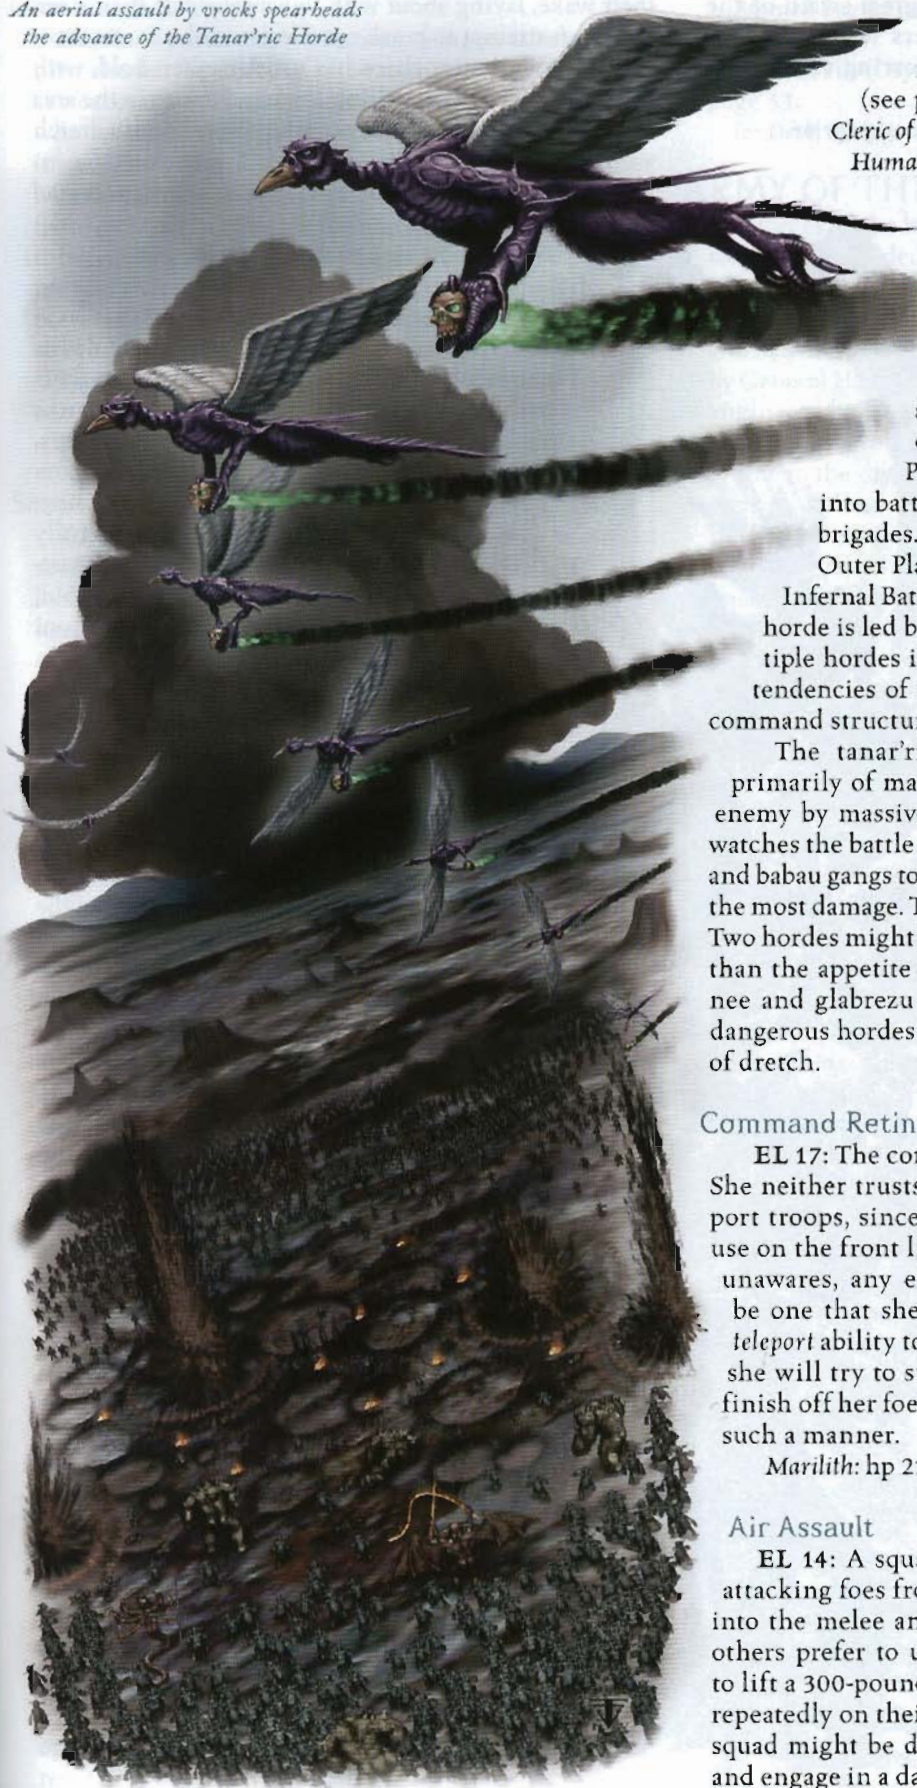 An aerial assault by vrocks spearheads
the advance of the Tanar'ric Horde
(see
Cleric of
Huma
into batt
brigades.
Outer Pla
Infernal Bat
horde is led b
tiple hordes i
tendencies of
command structur
The tanar'ri
primarily of ma
enemy by massiv
watches the battle
and babau gangs to
the most damage. T
Two hordes might
than the appetite
nee and glabrezu
dangerous hordes
of dretch.
Command Retin
EL 17: The cor
She neither trusts
port troops, since
use on the front l
unawares, any e
be one that she
teleport ability to
she will try to s
finish off her foe
such a manner.
Marilith: hp 2
Air Assault
EL 14: A squa
attacking foes fro
into the melee an
others prefer to u
to lift a 300-poun
repeatedly on thei
squad might be d
and engage in a da